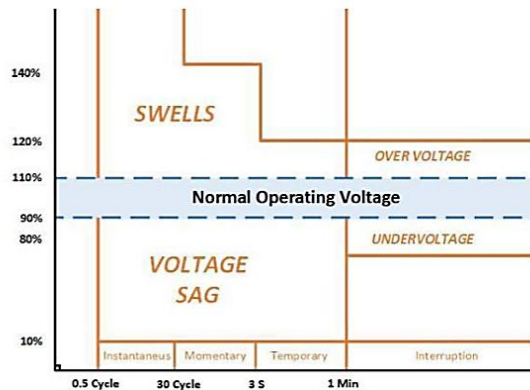 140%
SWELLS
120%
OVER VOLTAGE
110%
Normal Operating Voltage
90%
80%
UNDERVOLTAGE
VOLTAGE
SAG
10%
Instantaneus
Momentary
Temporary
Interruption
0.5 Cycle
30 Cycle
3 S
1 Min